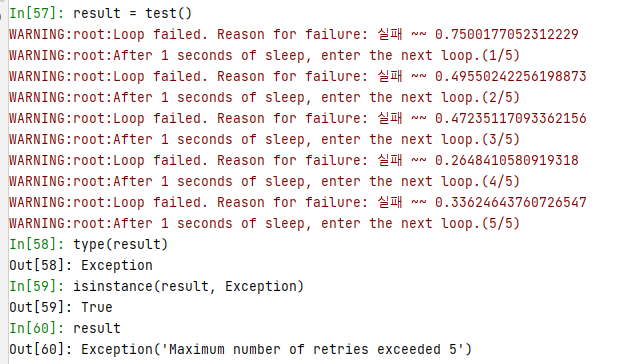 In[57]: result = test()
WARNING:root:Loop failed. Reason for failure: 실패 ~~ 0.7500177052312229
WARNING:root:After 1 seconds of sleep, enter the next loop.(1/5)
WARNING:root:Loop failed. Reason for failure: 실패 ~~ 0.49550242256198873
WARNING:root:After 1 seconds of sleep, enter the next loop.(2/5)
WARNING:root:Loop failed. Reason for failure: 실패 ~~ 0.47235117093362156
WARNING:root:After 1 seconds of sleep, enter the next loop.(3/5)
WARNING:root:Loop failed. Reason for failure: 실패 ~~ 0.2648410580919318
WARNING:root:After 1 seconds of sleep, enter the next loop.(4/5)
WARNING:root:Loop failed. Reason for failure: 실패 ~~ 0.33624643760726547
WARNING:root:After 1 seconds of sleep, enter the next loop.(5/5)
In[58]: type(result)
Out[58]: Exception
In[59]: isinstance(result, Exception)
Out[59]: True
In[60]: result
Out[60]: Exception('Maximum number of retries exceeded 5')